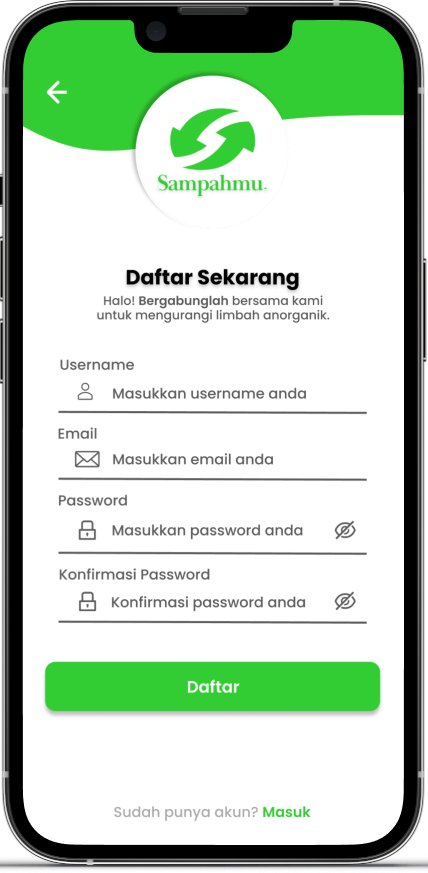 Sampahmu.
Daftar Sekarang
Halo! Bergabunglah bersama kami
untuk mengurangi limbah anorganik.
Username
Masukkan username anda
Email
Masukkan email anda
Password
Masukkan password anda
Konfirmasi Password
Konfirmasi password anda
Daftar
Sudah punya akun? Masuk